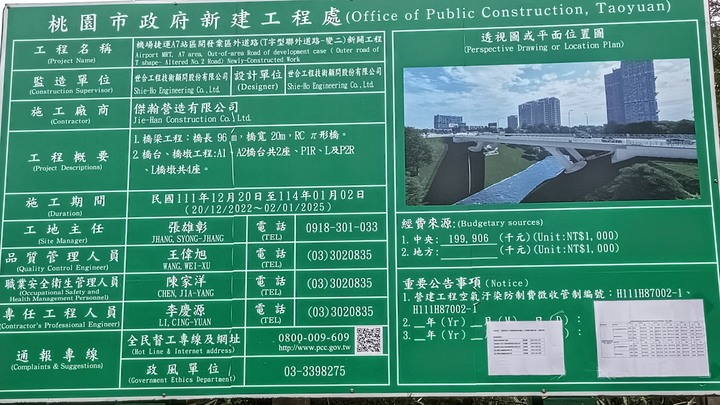 桃園市政府新建工程處(Office of Public Construction, Taoyuan)
工程名稱
(Project Name)
機場捷運A7站區開發案區外道路(T字型聯外道路-變二)新闢工程
Airport MRT, A7 area, Out-of-area Road of development case ( Outer road of
T shape- Altered No.2 Road) Newly-Constructed Work
監造單位
(Construction Supervisor)
世合工程技術顧問股份有限公司
Shie-Ho Engineering Co., Ltd.
設計單位
(Designer)
世合工程技術顧問股份有限公司
Shie-Ho Engineering Co., Ltd.
施工廠商
(Contractor)
傑瀚營造有限公司
Jie-Han Construction Co., Ltd.
工程概要
(Project Descriptions)
1.橋梁工程:橋長 96 m,橋寬 20m,RC π形橋。
2.橋台、橋墩工程:A1、A2橋台共2座、P1R、L及P2R
、L橋墩共4座。
施工期間
(Duration)
民國111年12月20日至114年01月02日
(20/12/2022～02/01/2025)
工地主任
(Site Manager)
張雄彰
JHANG, SYONG-JHANG
電話
(TEL)
0918-301-033
品質管理人員
(Quality Control Engineer)
王偉旭
WANG, WEI-XU
電話
(TEL)
(03)3020835
職業安全衛生管理人員
(Occupational Safety and
Health Management Personnel)
陳家洋
CHEN, JIA-YANG
電話
(TEL)
(03)3020835
專任工程人員
(Contractor's Professional Engineer)
李慶源
LI, CING-YUAN
電話
(TEL)
(03)3020835
通報專線
(Complaints & Suggestions)
全民督工專線及網址
(Hot Line & Internet address)
0800-009-609
http://www.pcc.gov.tw
政風單位
(Government Ethics Department)
03-3398275
透視圖或平面位置圖
(Perspective Drawing or Location Plan)
經費來源:(Budgetary sources)
1.中央: 199,906 (千元)(Unit:NT$1,000)
2.地方: (千元)(Unit:NT$1,000)
重要公告事項 (Notice)
1.營建工程空氣汙染防制費徵收管制編號:H111H87002-1、
H111H87002-1
2.__年(Yr)
3.__年(Yr)